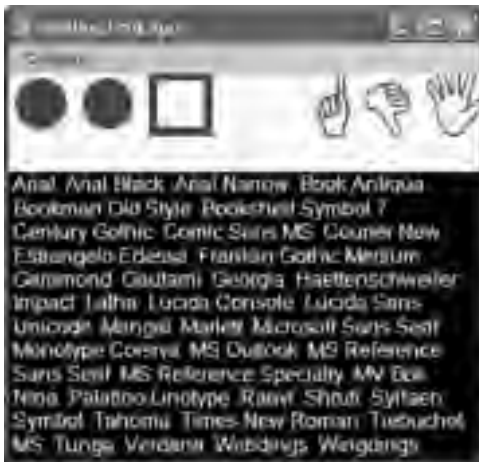 Arial Arial Black Arial Narrow Book Antiqua
Bookman Old Style Bookshelf Symbol 7
Century Gothic Comic Sans MS Courier New
Estrangelo Edessa Franklin Gothic Medium
Garamond Gautami Georgia Haettenschweiler
Impact Latha Lucida Console Lucida Sans
Unicode Mangal Marlett Microsoft Sans Serif
Monotype Corsiva MS Outlook MS Reference
Sans Serif MS Reference Specialty MV Boli
Nina Palatino Linotype Raavi Shruti Sylfaen
Symbol Tahoma Times New Roman Trebuchet
MS Tunga Verdana Webdings Wingdings